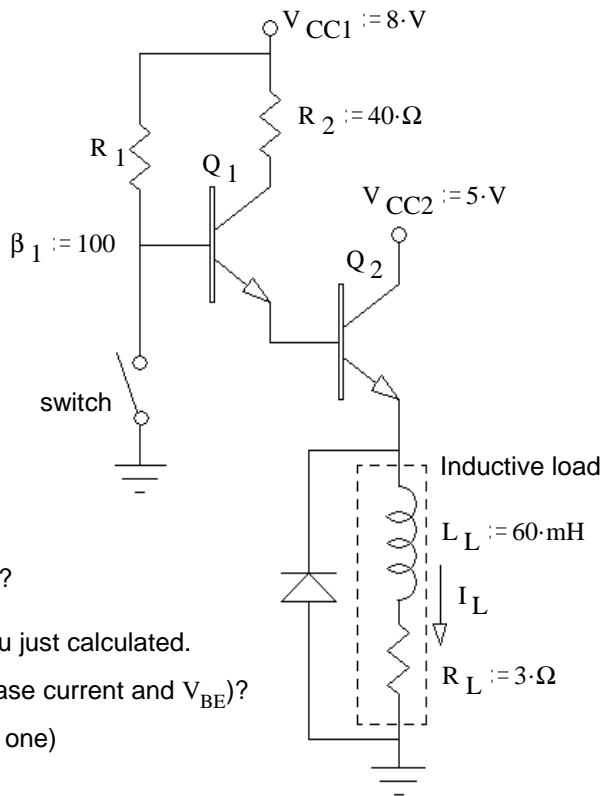 V CC1 := 8·V
R 2 := 40·Ω
R 1
Q 1
V CC2 := 5·V
β 1 := 100
Q 2
switch
Inductive load
L L := 60·mH
?
I L
u just calculated.
R L := 3·Ω
ase current and V BE)?
one)